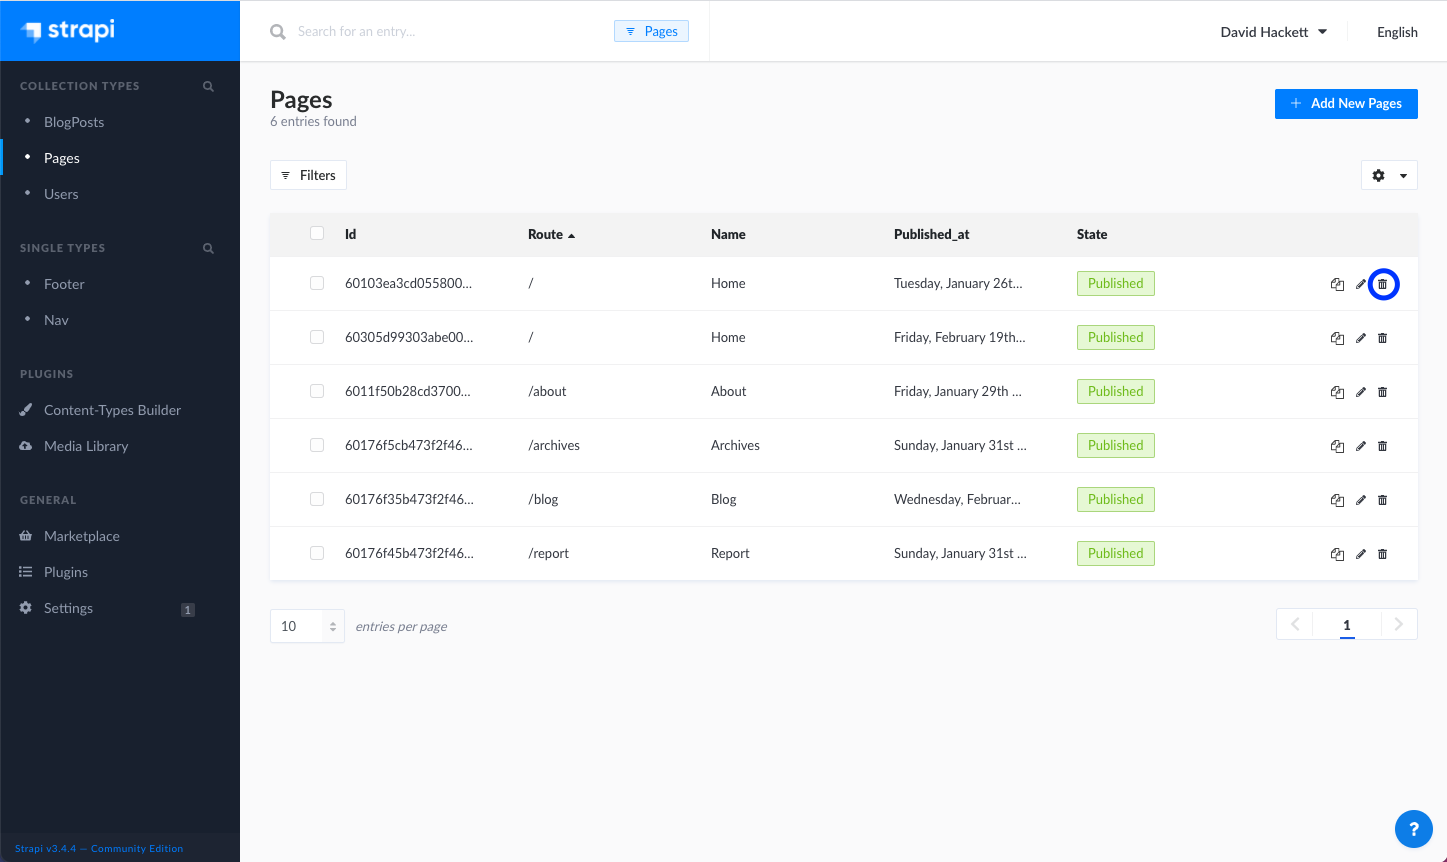 strapi
Search for an entry...
Pages
David Hackett
English
COLLECTION TYPES
BlogPosts
Pages
Users
SINGLE TYPES
Footer
Nav
PLUGINS
Content-Types Builder
Media Library
GENERAL
Marketplace
Plugins
Settings 1
Strapi v3.4.4 — Community Edition
Pages
6 entries found
Add New Pages
Filters
Id Route Name Published_at State
60103ea3cd055800... / Home Tuesday, January 26t... Published
60305d99303abe00... / Home Friday, February 19th... Published
6011f50b28cd3700... /about About Friday, January 29th ... Published
60176f5cb473f2f46... /archives Archives Sunday, January 31st ... Published
60176f35b473f2f46... /blog Blog Wednesday, Februar... Published
60176f45b473f2f46... /report Report Sunday, January 31st ... Published
10 entries per page
1
?